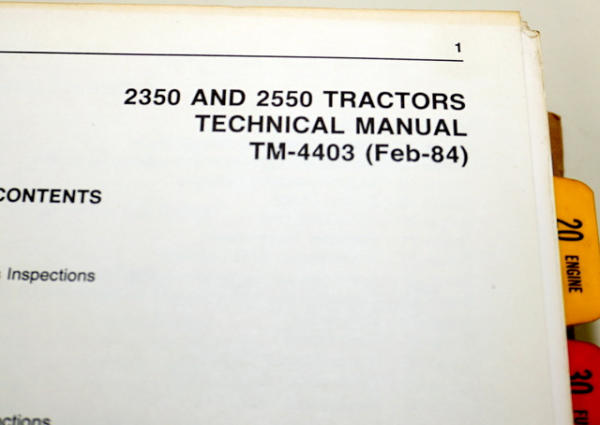 1
2350 AND 2550 TRACTORS
TECHNICAL MANUAL
TM-4403 (Feb-84)
CONTENTS
Inspections
20 ENGINE
30